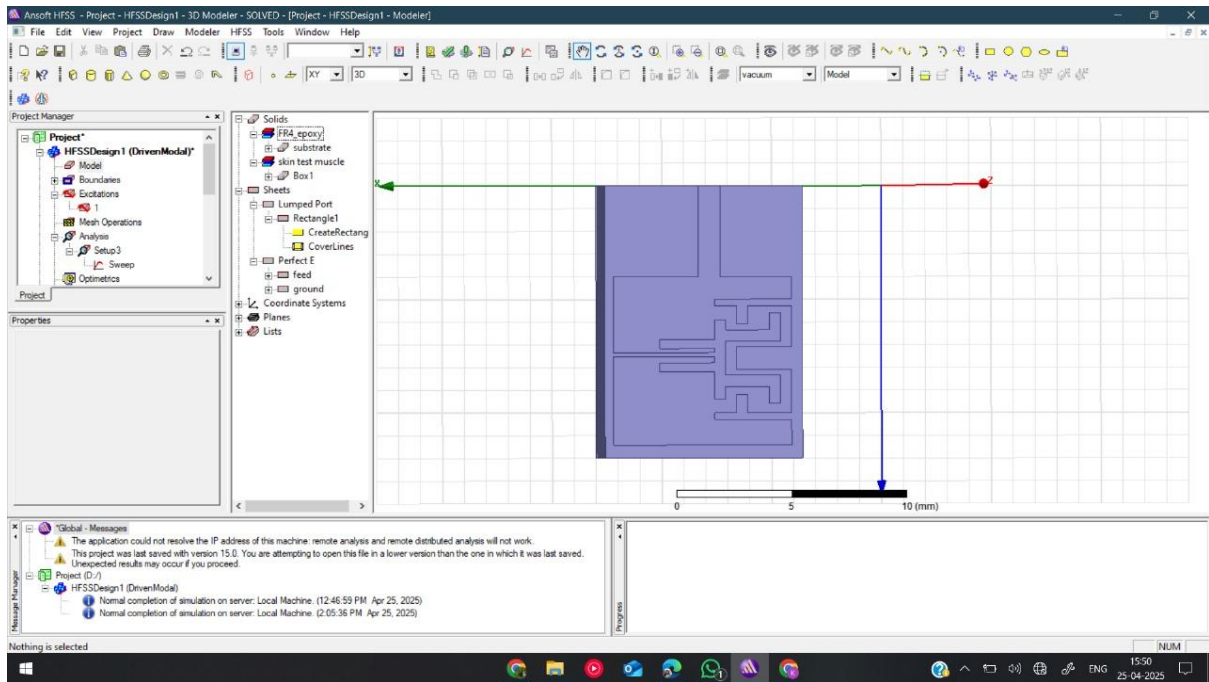 Ansoft HFSS - Project - HFSSDesign1 - 3D Modeler - SOLVED - [Project - HFSSDesign1 - Modeler]
File Edit View Project Draw Modeler HFSS Tools Window Help
XY 3D vacuum Model
Project Manager
Project*
HFSSDesign1 (DrivenModal)*
Model
Boundaries
Excitations
1
Mesh Operations
Analysis
Setup3
Sweep
Optimetrics
Project
Properties
Solids
FR4_epoxy
substrate
skin test muscle
Box1
Sheets
Lumped Port
Rectangle1
CreateRectang
CoverLines
Perfect E
feed
ground
Coordinate Systems
Planes
Lists
Z
0 5 10 (mm)
Message Manager
*Global - Messages
The application could not resolve the IP address of this machine: remote analysis and remote distributed analysis will not work.
This project was last saved with version 15.0. You are attempting to open this file in a lower version than the one in which it was last saved.
Unexpected results may occur if you proceed.
Project (D:/)
HFSSDesign1 (DrivenModal)
Normal completion of simulation on server: Local Machine. (12:46:59 PM Apr 25, 2025)
Normal completion of simulation on server: Local Machine. (2:05:36 PM Apr 25, 2025)
Progress
Nothing is selected
NUM
ENG
15:50
25-04-2025